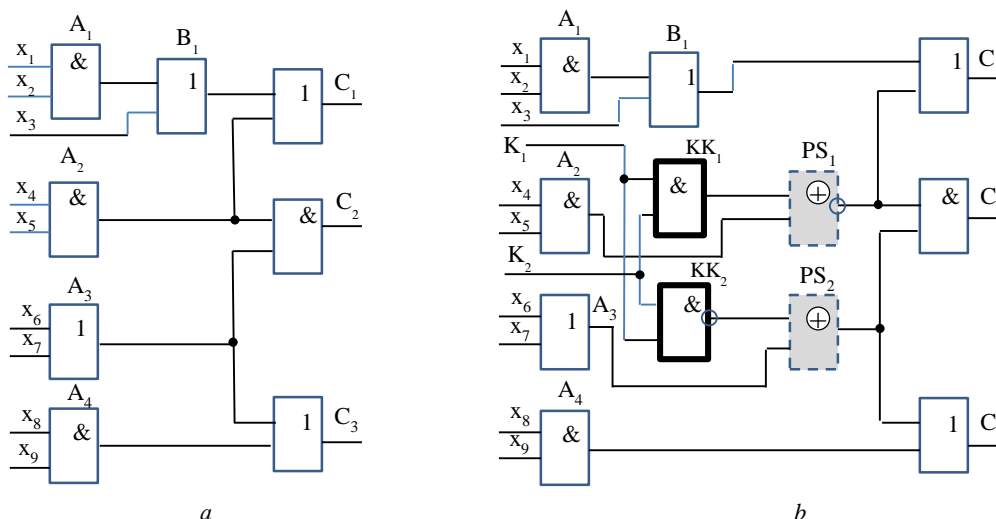 A1
x1
x2
x3
&
B1
1
1
C1
A2
x4
x5
&
&
C2
A3
x6
x7
1
A4
x8
x9
&
1
C3
a
A1
x1
x2
x3
&
B1
1
1
C
K1
A2
x4
x5
&
KK1
&
PS1
+
&
C
K2
KK2
&
PS2
+
A3
x6
x7
1
A4
x8
x9
&
1
C
b